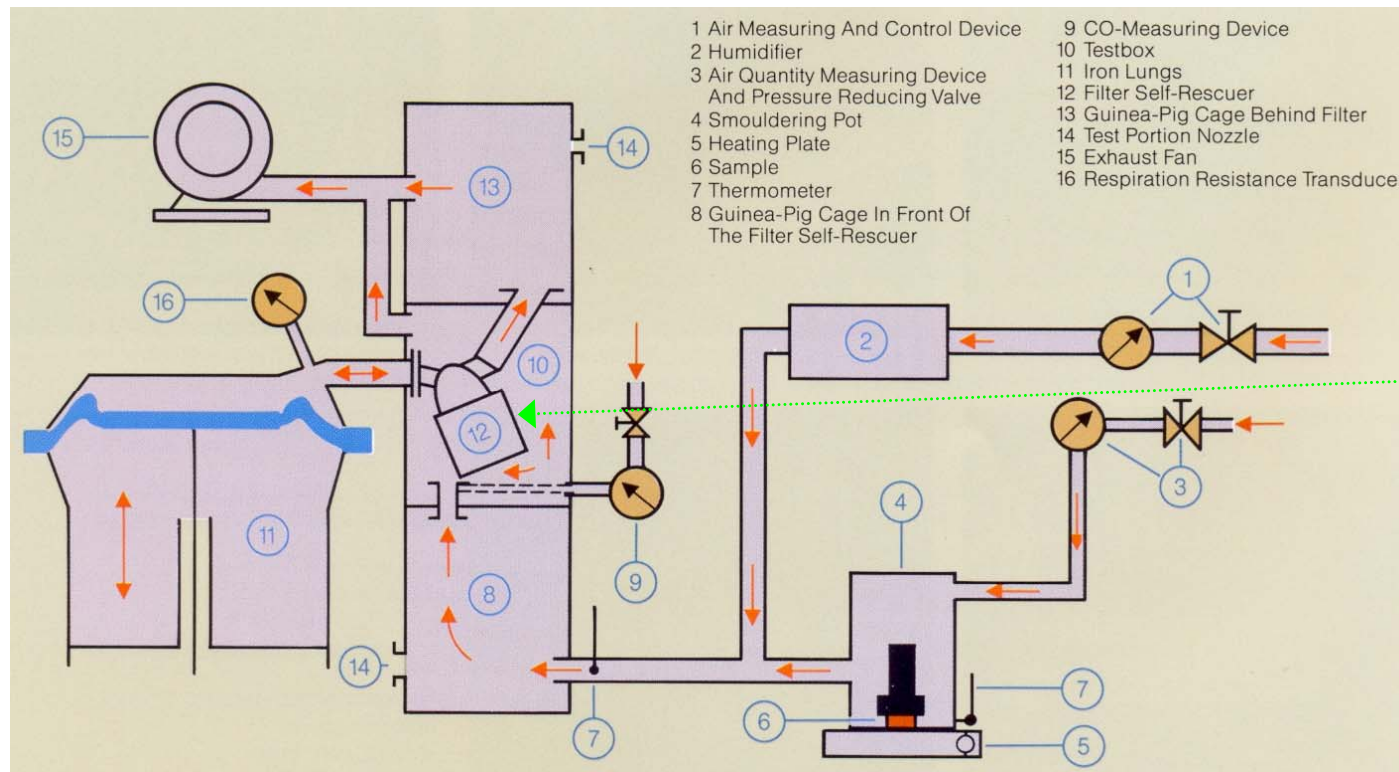 1 Air Measuring And Control Device
2 Humidifier
3 Air Quantity Measuring Device
And Pressure Reducing Valve
4 Smouldering Pot
5 Heating Plate
6 Sample
7 Thermometer
8 Guinea-Pig Cage In Front Of
The Filter Self-Rescuer
9 CO-Measuring Device
10 Testbox
11 Iron Lungs
12 Filter Self-Rescuer
13 Guinea-Pig Cage Behind Filter
14 Test Portion Nozzle
15 Exhaust Fan
16 Respiration Resistance Transduce
15
14
13
16
1
2
10
12
3
4
11
9
8
14
7
7
6
5